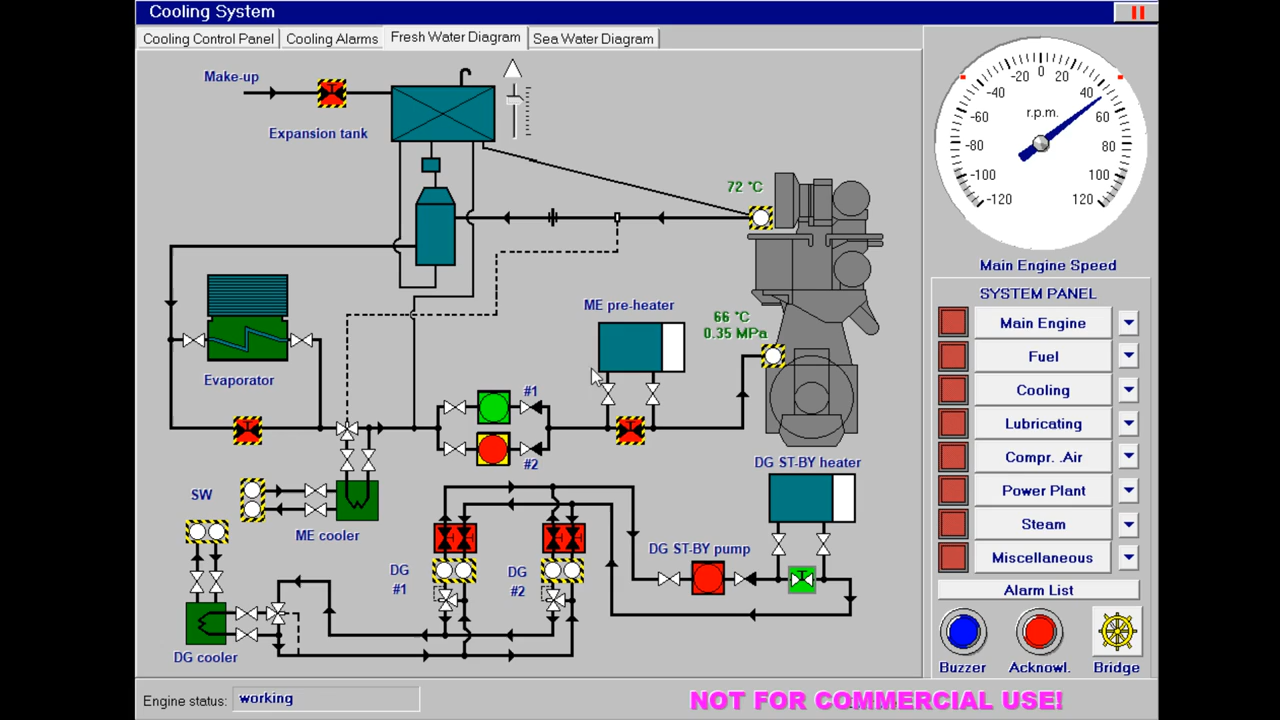 Cooling System
Cooling Control Panel
Cooling Alarms
Fresh Water Diagram
Sea Water Diagram
Make-up
Expansion tank
72 °C
66 °C
0.35 MPa
ME pre-heater
Evaporator
#1
#2
SW
ME cooler
DG ST-BY heater
DG ST-BY pump
DG
#1
DG
#2
DG cooler
-120
-100
-80
-60
-40
-20
0
20
40
60
80
100
120
r.p.m.
Main Engine Speed
SYSTEM PANEL
Main Engine
Fuel
Cooling
Lubricating
Compr. .Air
Power Plant
Steam
Miscellaneous
Alarm List
Buzzer
Acknowl.
Bridge
Engine status:
working
NOT FOR COMMERCIAL USE!